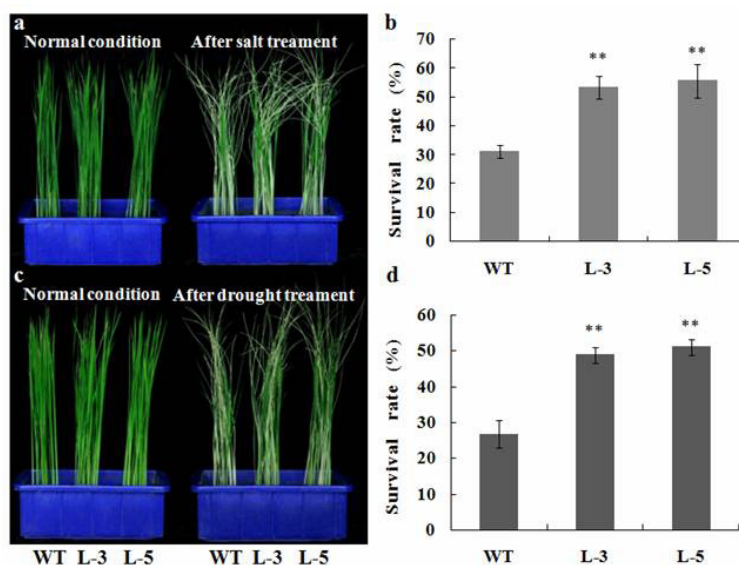 a
Normal condition After salt treament
c
Normal condition After drought treament
WT L-3 L-5 WT L-3 L-5
b
Survival rate (%)
70
60
50
40
30
20
10
0
** **
WT L-3 L-5
d
Survival rate (%)
60
50
40
30
20
10
0
** **
WT L-3 L-5